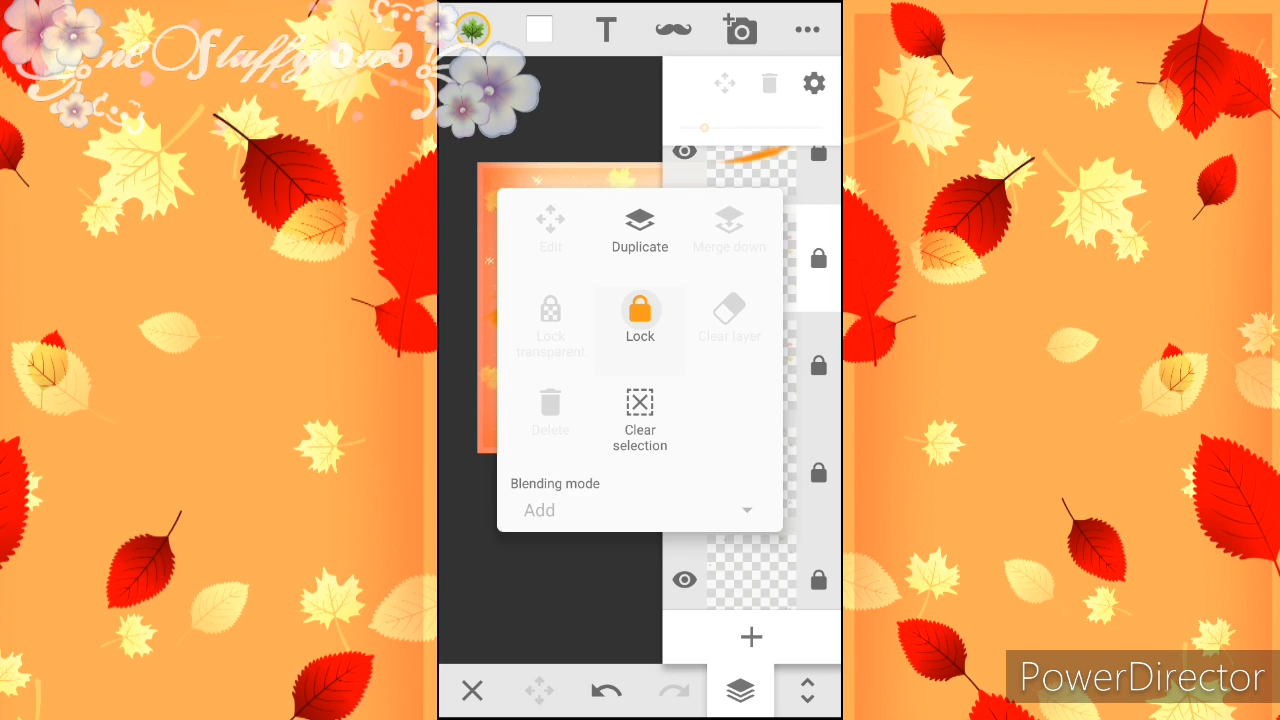 T
Edit
Duplicate
Merge down
Lock
transparent
Lock
Clear layer
Delete
Clear
selection
Blending mode
Add
PowerDirector